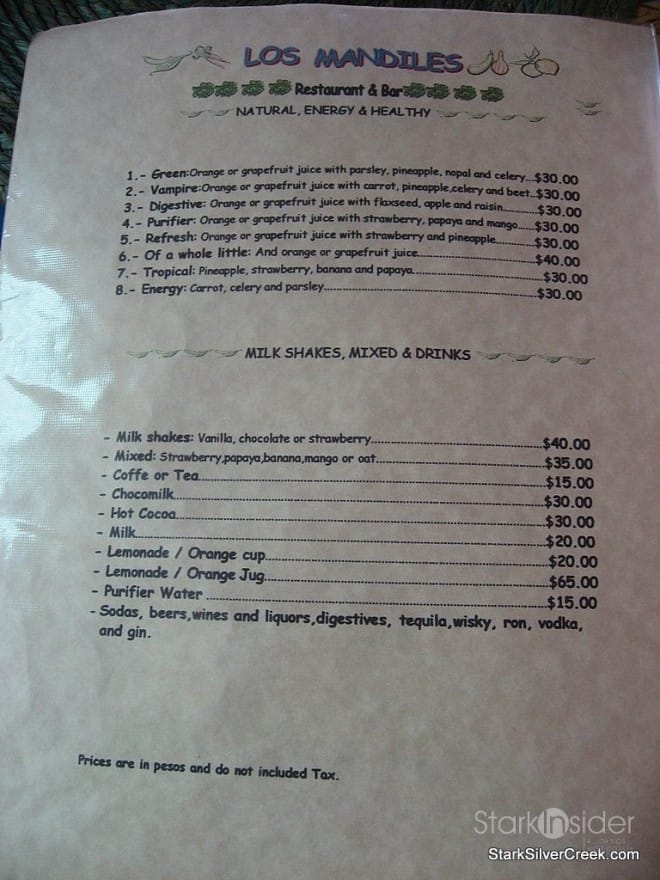 LOS MANDILES
Restaurant & Bar
NATURAL, ENERGY & HEALTHY
1.- Green:Orange or grapefruit juice with parsley, pineapple, nopal and celery...$30.00
2.- Vampire:Orange or grapefruit juice with carrot, pineapple,celery and beet..$30.00
3.- Digestive: Orange or grapefruit juice with flaxseed, apple and raisin..........$30.00
4.- Purifier: Orange or grapefruit juice with strawberry, papaya and mango.....$30.00
5.- Refresh: Orange or grapefruit juice with strawberry and pineapple..........$30.00
6.- Of a whole little: And orange or grapefruit juice..........$40.00
7.- Tropical: Pineapple, strawberry, banana and papaya..........$30.00
8.- Energy: Carrot, celery and parsley..........$30.00
MILK SHAKES, MIXED & DRINKS
- Milk shakes: Vanilla, chocolate or strawberry..........$40.00
- Mixed: Strawberry,papaya,banana,mango or oat..........$35.00
- Coffe or Tea..........$15.00
- Chocomilk..........$30.00
- Hot Cocoa..........$30.00
- Milk..........$20.00
- Lemonade / Orange cup..........$20.00
- Lemonade / Orange Jug..........$65.00
- Purifier Water ..........$15.00
- Sodas, beers,wines and liquors,digestives, tequila,wisky, ron, vodka,
and gin.
Prices are in pesos and do not included Tax.
StarkInsider
StarkSilverCreek.com